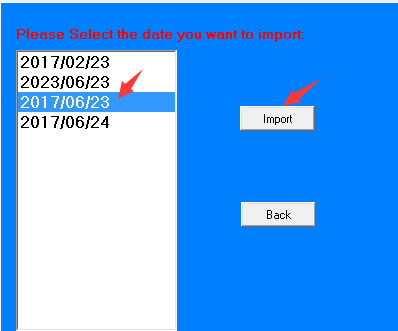 Please Select the date you want to import:
2017/02/23
2023/06/23
2017/06/23
2017/06/24
Import
Back